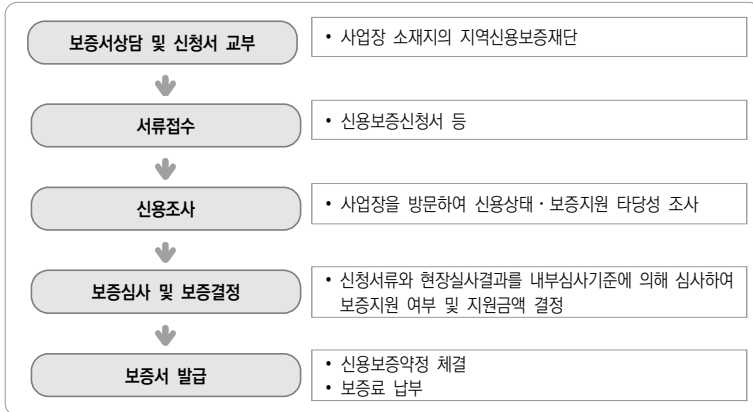 보증서상담 및 신청서 교부
• 사업장 소재지의 지역신용보증재단
서류접수
• 신용보증신청서 등
신용조사
• 사업장을 방문하여 신용상태 · 보증지원 타당성 조사
보증심사 및 보증결정
• 신청서류와 현장실사결과를 내부심사기준에 의해 심사하여
보증지원 여부 및 지원금액 결정
보증서 발급
• 신용보증약정 체결
• 보증료 납부